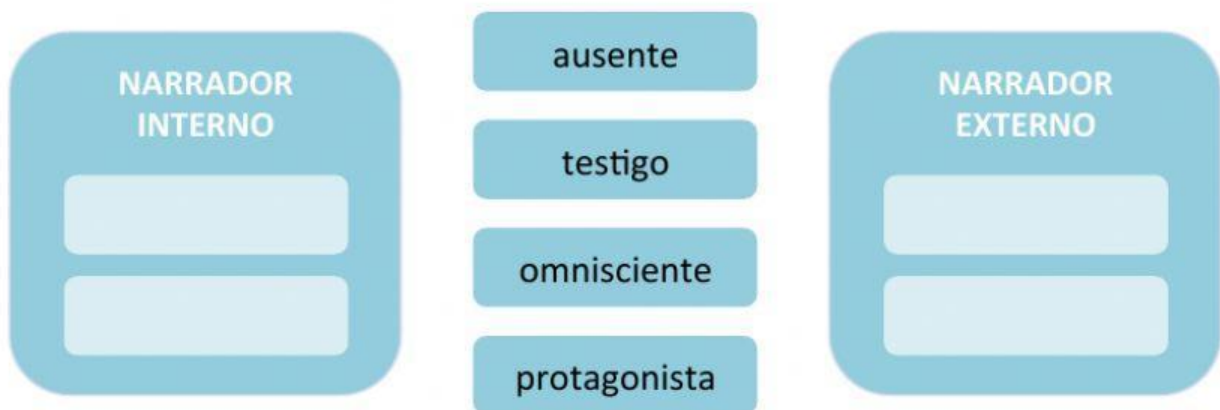 NARRADOR
INTERNO
ausente
testigo
omnisciente
protagonista
NARRADOR
EXTERNO